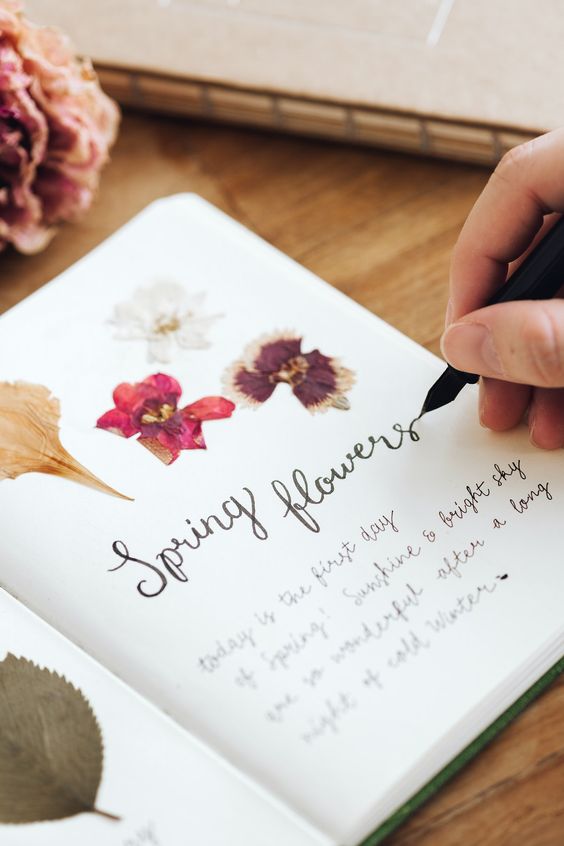 Spring flowers
today is the first day
of Spring! Sunshine & bright sky
are so wonderful after a long
night of cold Winter.